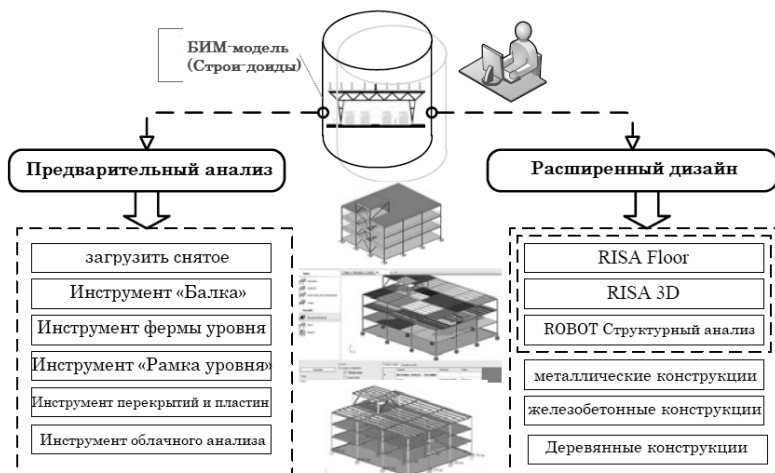 БИМ-модель
(Строи-доиды)
Предварительный анализ
Расширенный дизайн
загрузить снятое
Инструмент «Балка»
Инструмент фермы уровня
Инструмент «Рамка уровня»
Инструмент перекрытий и пластин
Инструмент облачного анализа
RISA Floor
RISA 3D
ROBOT Структурный анализ
металлические конструкции
железобетонные конструкции
Деревянные конструкции